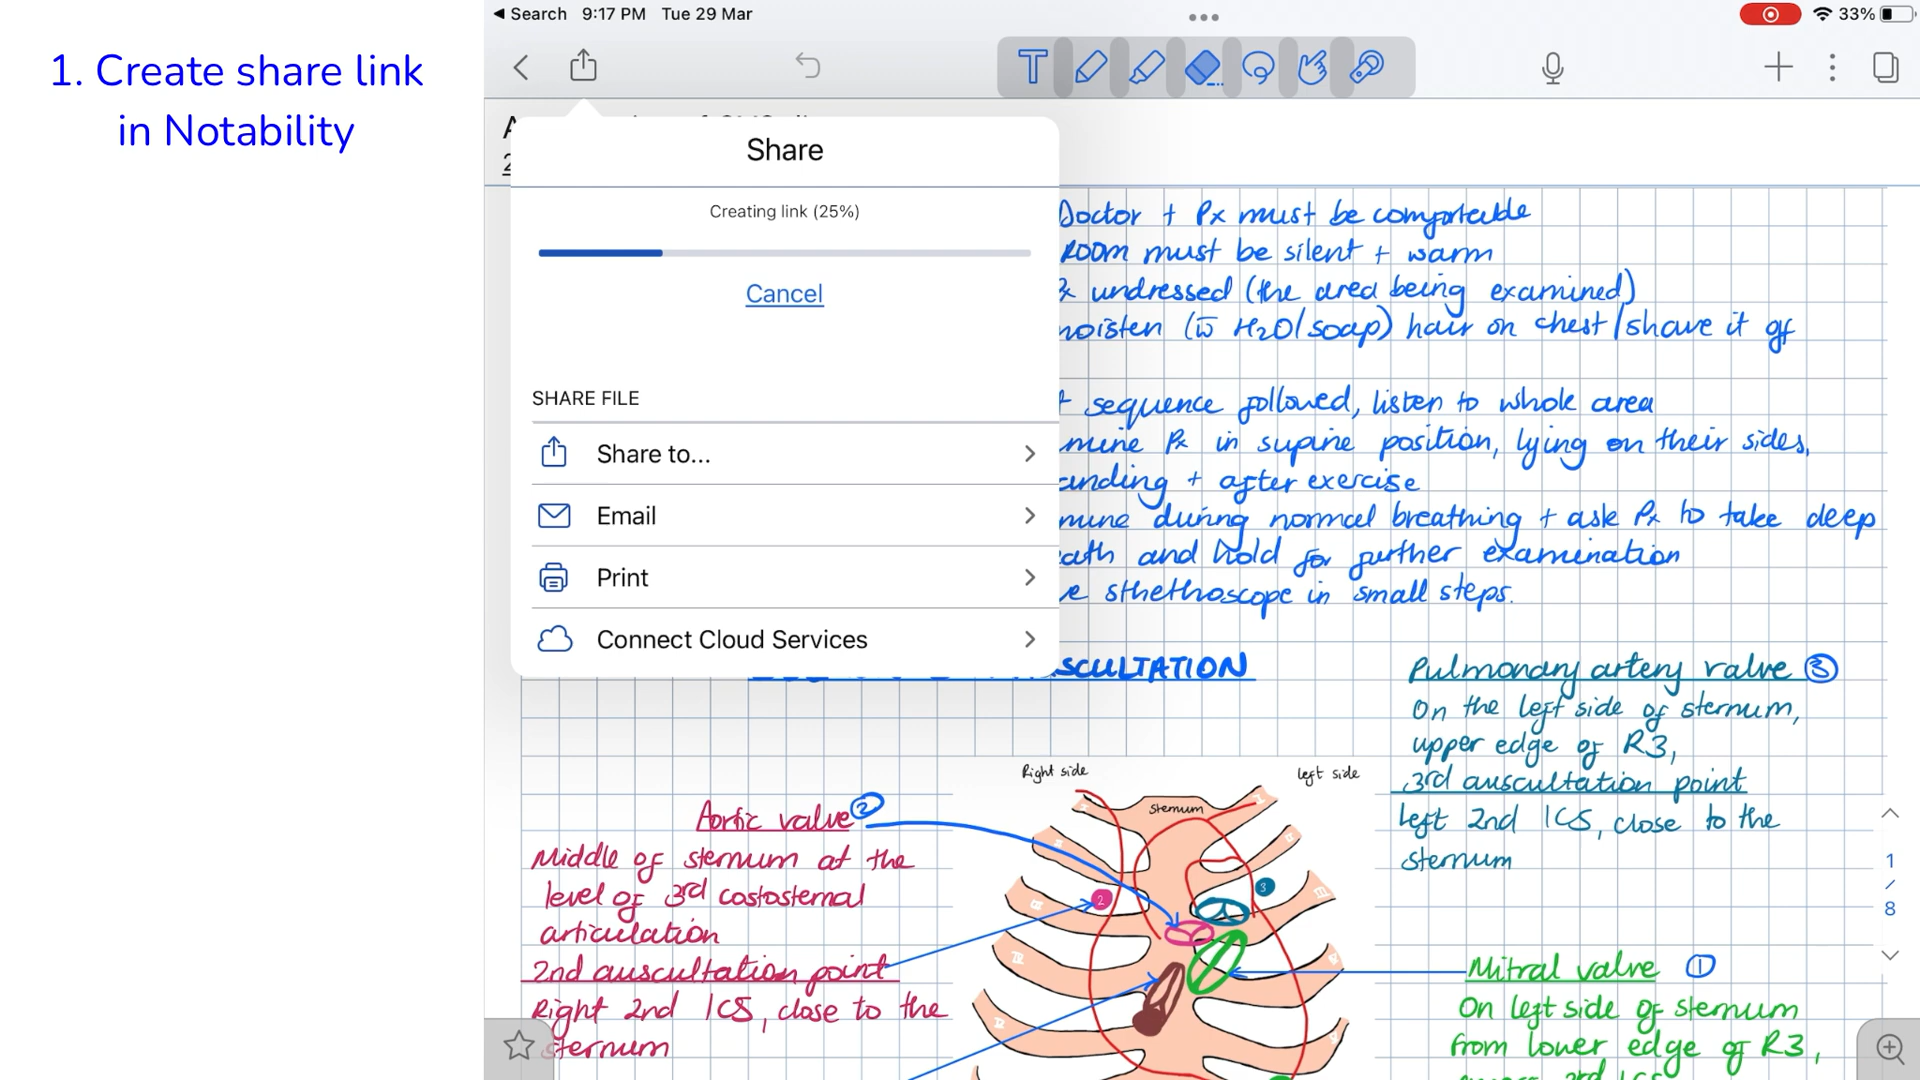 1. Create share link
in Notability
Search 9:17 PM Tue 29 Mar
33%
Share
Creating link (25%)
Cancel
SHARE FILE
Share to...
Email
Print
Connect Cloud Services
Doctor + Px must be comfortable
Room must be silent + warm
undressed (the area being examined)
moisten (w̅ H2O/soap) hair on chest/shave it off
sequence followed, listen to whole area
mine Px in supine position, lying on their sides,
anding + after exercise
mine during normal breathing + ask Px to take deep
eath and hold for further examination
e sthethoscope in small steps.
SCULTATION
Pulmonary artery valve 3
On the left side of sternum,
upper edge of R3,
3rd auscultation point
left 2nd ICS, close to the
sternum
Right side
left side
Sternum
Aortic valve 2
Middle of sternum at the
level of 3rd costosternal
articulation
2nd auscultation point
Right 2nd ICS, close to the
sternum
2
3
1
/
8
Mitral valve 1
On left side of sternum
from lower edge of R3,